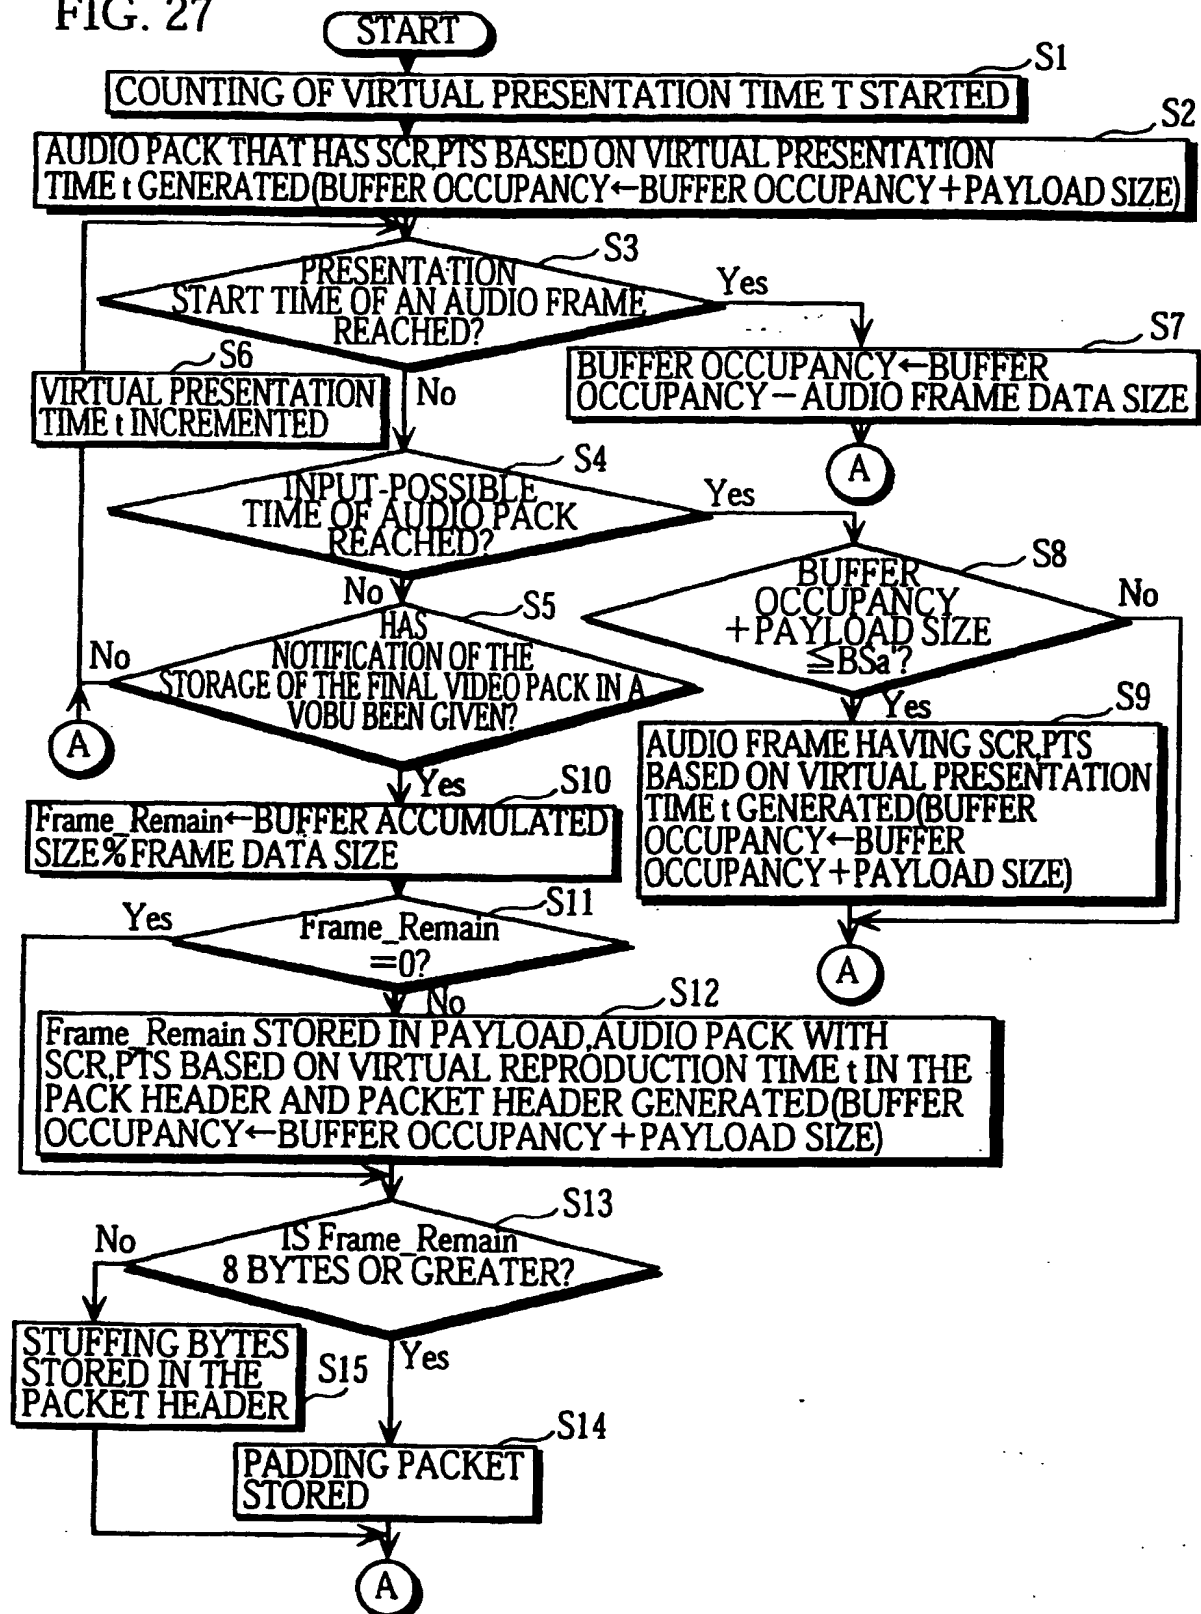 FIG. 27
START
S1
COUNTING OF VIRTUAL PRESENTATION TIME T STARTED
S2
AUDIO PACK THAT HAS SCR,PTS BASED ON VIRTUAL PRESENTATION
TIME t GENERATED(BUFFER OCCUPANCY←BUFFER OCCUPANCY+PAYLOAD SIZE)
S3
PRESENTATION
START TIME OF AN AUDIO FRAME
REACHED?
Yes
No
S7
BUFFER OCCUPANCY←BUFFER
OCCUPANCY－AUDIO FRAME DATA SIZE
A
S6
VIRTUAL PRESENTATION
TIME t INCREMENTED
S4
INPUT-POSSIBLE
TIME OF AUDIO PACK
REACHED?
Yes
No
S8
BUFFER
OCCUPANCY
+PAYLOAD SIZE
≦BSa'?
No
Yes
S5
HAS
NOTIFICATION OF THE
STORAGE OF THE FINAL VIDEO PACK IN A
VOBU BEEN GIVEN?
No
A
Yes
S9
AUDIO FRAME HAVING SCR,PTS
BASED ON VIRTUAL PRESENTATION
TIME t GENERATED(BUFFER
OCCUPANCY←BUFFER
OCCUPANCY+PAYLOAD SIZE)
A
S10
Frame_Remain←BUFFER ACCUMULATED
SIZE%FRAME DATA SIZE
S11
Frame_Remain
=0?
Yes
No
S12
Frame_Remain STORED IN PAYLOAD,AUDIO PACK WITH
SCR,PTS BASED ON VIRTUAL REPRODUCTION TIME t IN THE
PACK HEADER AND PACKET HEADER GENERATED(BUFFER
OCCUPANCY←BUFFER OCCUPANCY+PAYLOAD SIZE)
S13
IS Frame_Remain
8 BYTES OR GREATER?
No
Yes
S15
STUFFING BYTES
STORED IN THE
PACKET HEADER
S14
PADDING PACKET
STORED
A